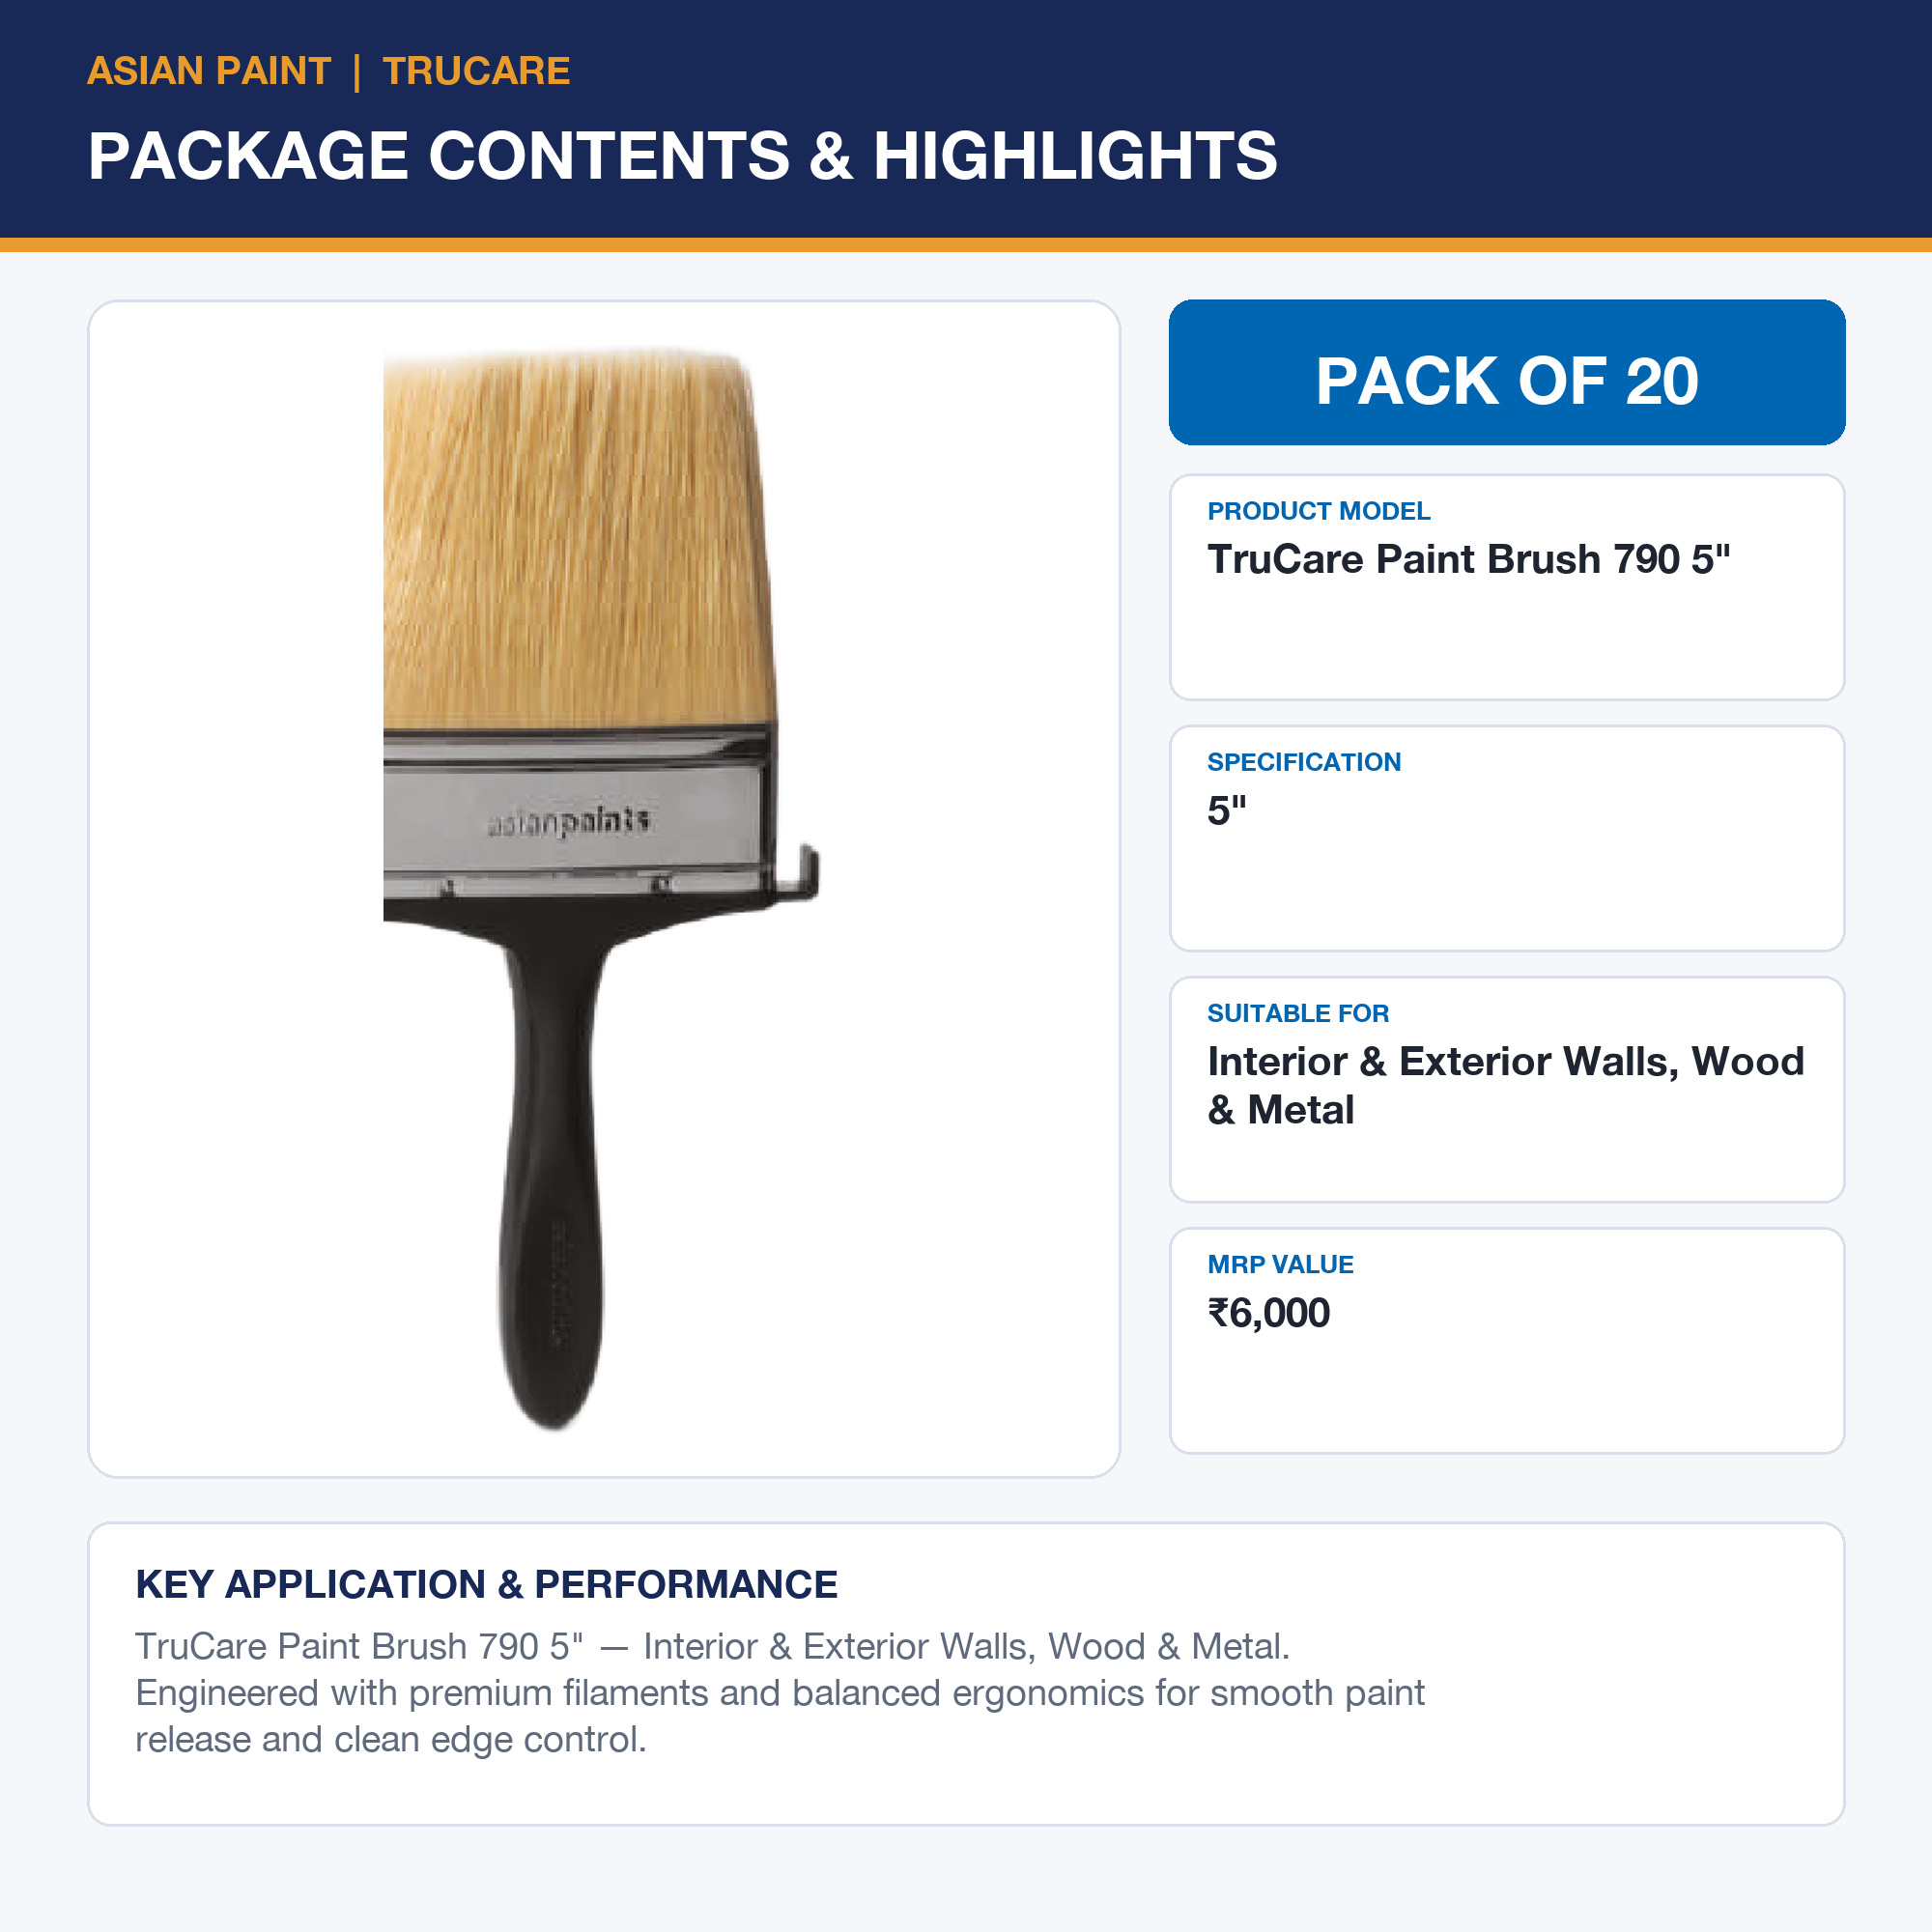 ASIAN PAINT | TRUCARE
PACKAGE CONTENTS & HIGHLIGHTS
asianpaints
PACK OF 20
PRODUCT MODEL
TruCare Paint Brush 790 5"
SPECIFICATION
5"
SUITABLE FOR
Interior & Exterior Walls, Wood
& Metal
MRP VALUE
₹6,000
KEY APPLICATION & PERFORMANCE
TruCare Paint Brush 790 5" — Interior & Exterior Walls, Wood & Metal.
Engineered with premium filaments and balanced ergonomics for smooth paint
release and clean edge control.